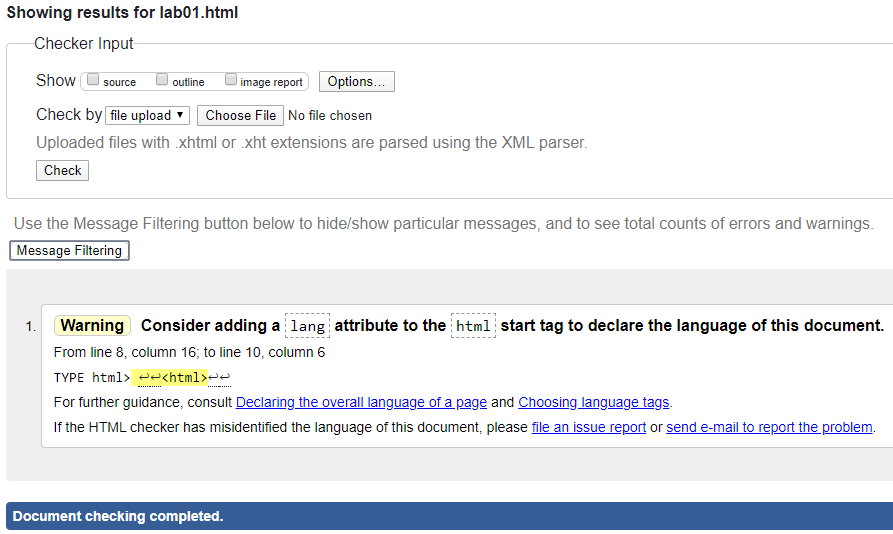 Showing results for lab01.html
Checker Input
Show source outline image report Options...
Check by file upload ▼ Choose File No file chosen
Uploaded files with .xhtml or .xht extensions are parsed using the XML parser.
Check
Use the Message Filtering button below to hide/show particular messages, and to see total counts of errors and warnings.
Message Filtering
1. Warning Consider adding a lang attribute to the html start tag to declare the language of this document.
From line 8, column 16; to line 10, column 6
TYPE html> ↩↩<html>↩↩
For further guidance, consult Declaring the overall language of a page and Choosing language tags.
If the HTML checker has misidentified the language of this document, please file an issue report or send e-mail to report the problem.
Document checking completed.